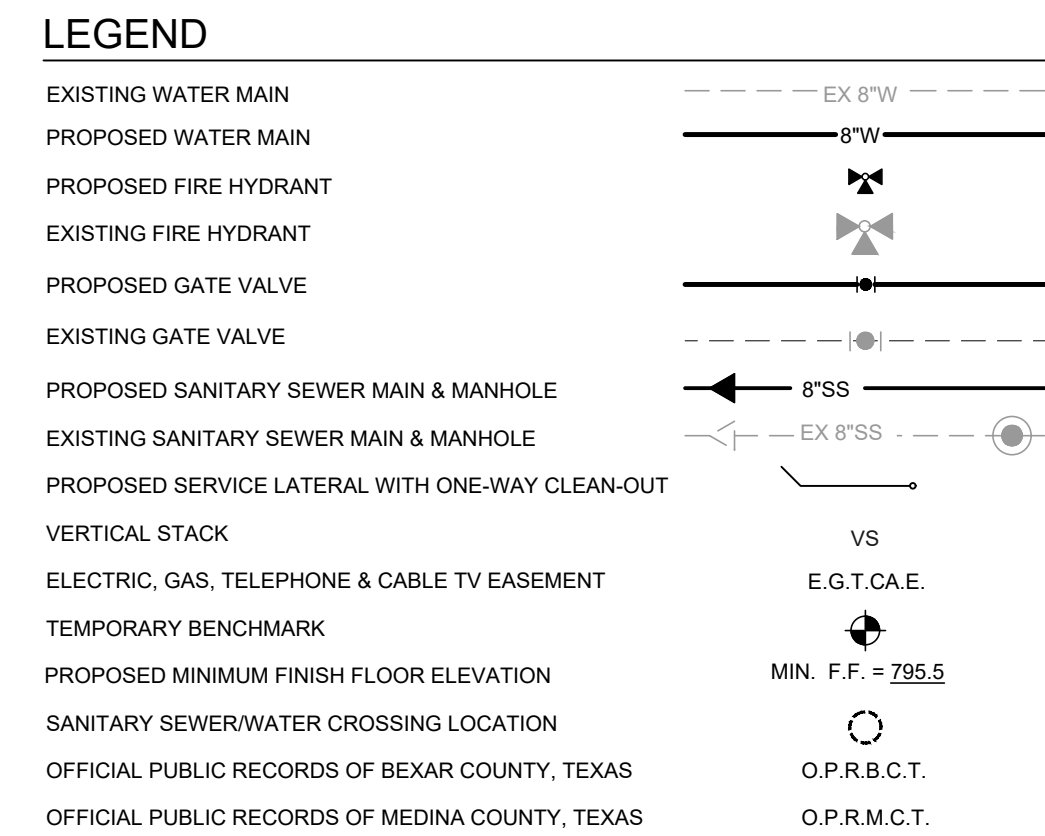 LEGEND
EXISTING WATER MAIN EX 8"W
PROPOSED WATER MAIN 8"W
PROPOSED FIRE HYDRANT
EXISTING FIRE HYDRANT
PROPOSED GATE VALVE
EXISTING GATE VALVE
PROPOSED SANITARY SEWER MAIN & MANHOLE 8"SS
EXISTING SANITARY SEWER MAIN & MANHOLE EX 8"SS
PROPOSED SERVICE LATERAL WITH ONE-WAY CLEAN-OUT
VERTICAL STACK VS
ELECTRIC, GAS, TELEPHONE & CABLE TV EASEMENT E.G.T.CA.E.
TEMPORARY BENCHMARK
PROPOSED MINIMUM FINISH FLOOR ELEVATION MIN. F.F. = 795.5
SANITARY SEWER/WATER CROSSING LOCATION
OFFICIAL PUBLIC RECORDS OF BEXAR COUNTY, TEXAS O.P.R.B.C.T.
OFFICIAL PUBLIC RECORDS OF MEDINA COUNTY, TEXAS O.P.R.M.C.T.